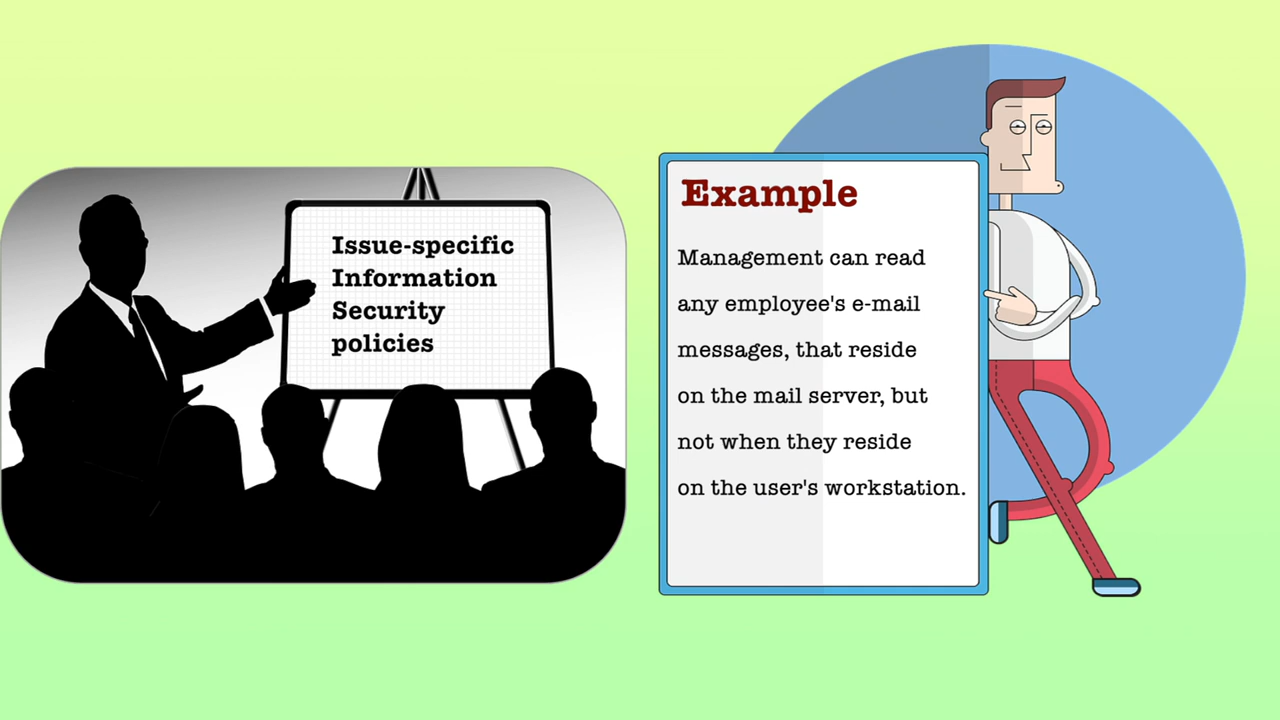 Issue-specific
Information
Security
policies
Example
Management can read
any employee's e-mail
messages, that reside
on the mail server, but
not when they reside
on the user's workstation.